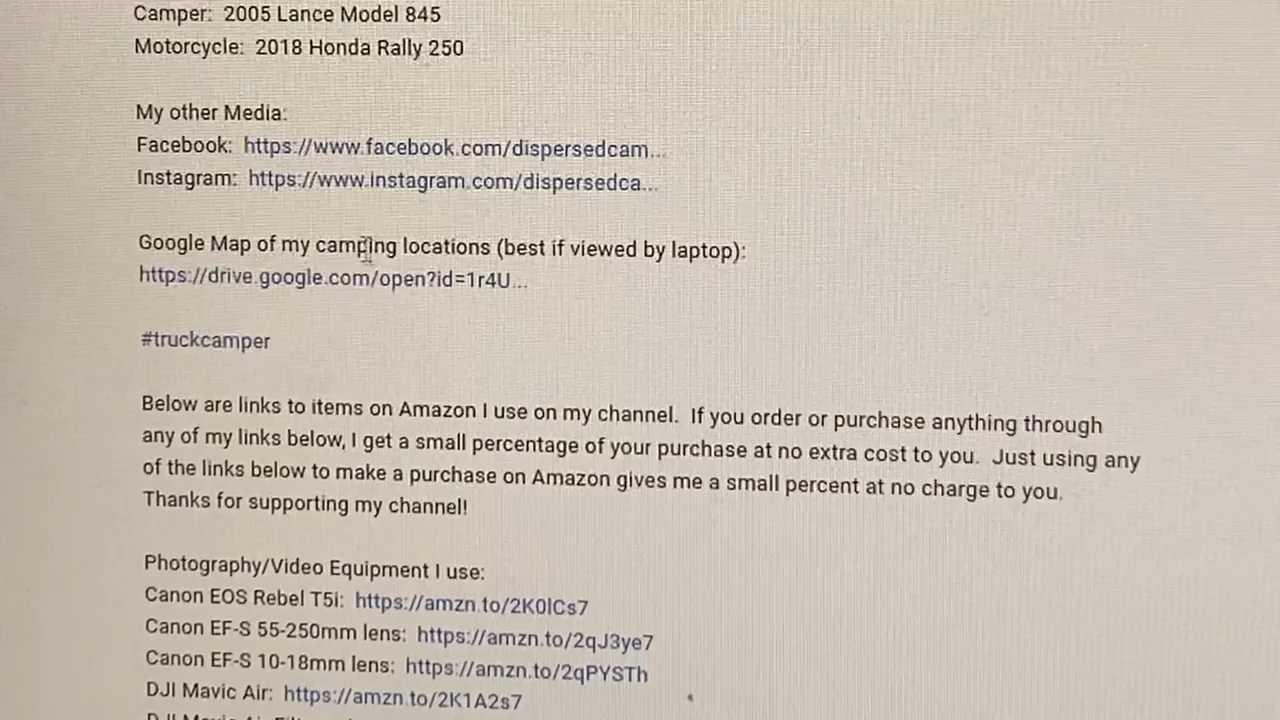 Camper: 2005 Lance Model 845
Motorcycle: 2018 Honda Rally 250
My other Media:
Facebook: https://www.facebook.com/dispersedcam...
Instagram: https://www.instagram.com/dispersedca...
Google Map of my camping locations (best if viewed by laptop):
https://drive.google.com/open?id=1r4U...
#truckcamper
Below are links to items on Amazon I use on my channel. If you order or purchase anything through
any of my links below, I get a small percentage of your purchase at no extra cost to you. Just using any
of the links below to make a purchase on Amazon gives me a small percent at no charge to you.
Thanks for supporting my channel!
Photography/Video Equipment I use:
Canon EOS Rebel T5i: https://amzn.to/2K0lCs7
Canon EF-S 55-250mm lens: https://amzn.to/2qJ3ye7
Canon EF-S 10-18mm lens: https://amzn.to/2qPYSTh
DJI Mavic Air: https://amzn.to/2K1A2s7